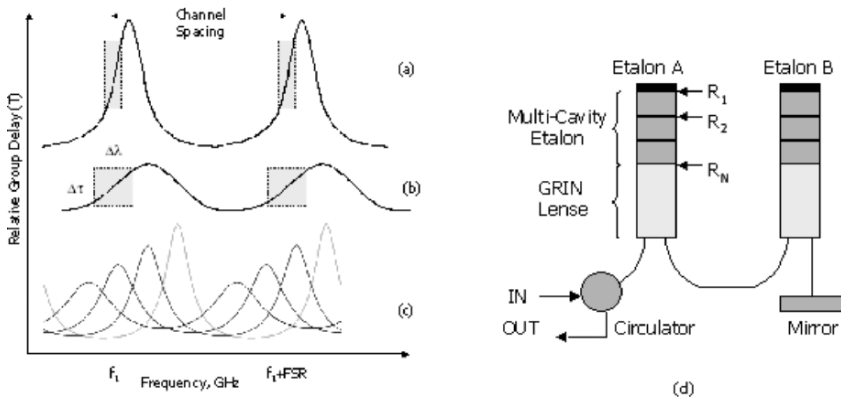 Channel
Spacing
(a)
Δλ
Δτ
(b)
(c)
Relative Group Delay (T)
f₁
Frequency, GHz
f₁+FSR
Etalon A
Etalon B
R₁
Multi-Cavity
Etalon
R₂
R_N
GRIN
Lense
IN
OUT
Circulator
Mirror
(d)